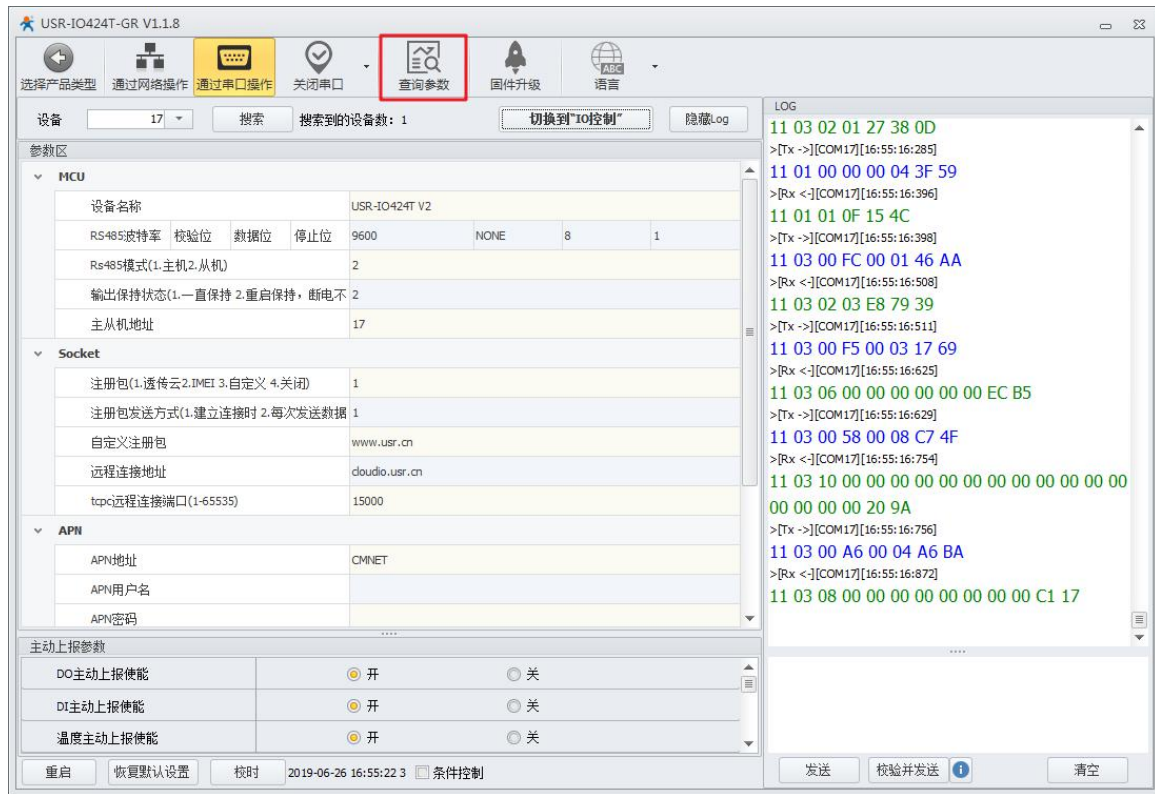 USR-IO424T-GR V1.1.8
选择产品类型 通过网络操作 通过串口操作 关闭串口 查询参数 固件升级 语言
ABC
设备 17 搜索 搜索到的设备数: 1 切换到"IO控制" 隐藏Log
参数区
MCU
设备名称 USR-IO424T V2
RS485波特率 校验位 数据位 停止位 9600 NONE 8 1
Rs485模式(1.主机2.从机) 2
输出保持状态(1.一直保持 2.重启保持，断电不 2
主从机地址 17
Socket
注册包(1.透传云2.IMEI 3.自定义 4.关闭) 1
注册包发送方式(1.建立连接时 2.每次发送数据 1
自定义注册包 www.usr.cn
远程连接地址 cloudio.usr.cn
tcpc远程连接端口(1-65535) 15000
APN
APN地址 CMNET
APN用户名
APN密码
主动上报参数
DO主动上报使能 开 关
DI主动上报使能 开 关
温度主动上报使能 开 关
重启 恢复默认设置 校时 2019-06-26 16:55:22 3 条件控制
LOG
11 03 02 01 27 38 0D
>[Tx ->][COM17][16:55:16:285]
11 01 00 00 00 04 3F 59
>[Rx <-][COM17][16:55:16:396]
11 01 01 0F 15 4C
>[Tx ->][COM17][16:55:16:398]
11 03 00 FC 00 01 46 AA
>[Rx <-][COM17][16:55:16:508]
11 03 02 03 E8 79 39
>[Tx ->][COM17][16:55:16:511]
11 03 00 F5 00 03 17 69
>[Rx <-][COM17][16:55:16:625]
11 03 06 00 00 00 00 00 00 EC B5
>[Tx ->][COM17][16:55:16:629]
11 03 00 58 00 08 C7 4F
>[Rx <-][COM17][16:55:16:754]
11 03 10 00 00 00 00 00 00 00 00 00 00 00 00
00 00 00 00 20 9A
>[Tx ->][COM17][16:55:16:756]
11 03 00 A6 00 04 A6 BA
>[Rx <-][COM17][16:55:16:872]
11 03 08 00 00 00 00 00 00 00 00 C1 17
发送 校验并发送 清空